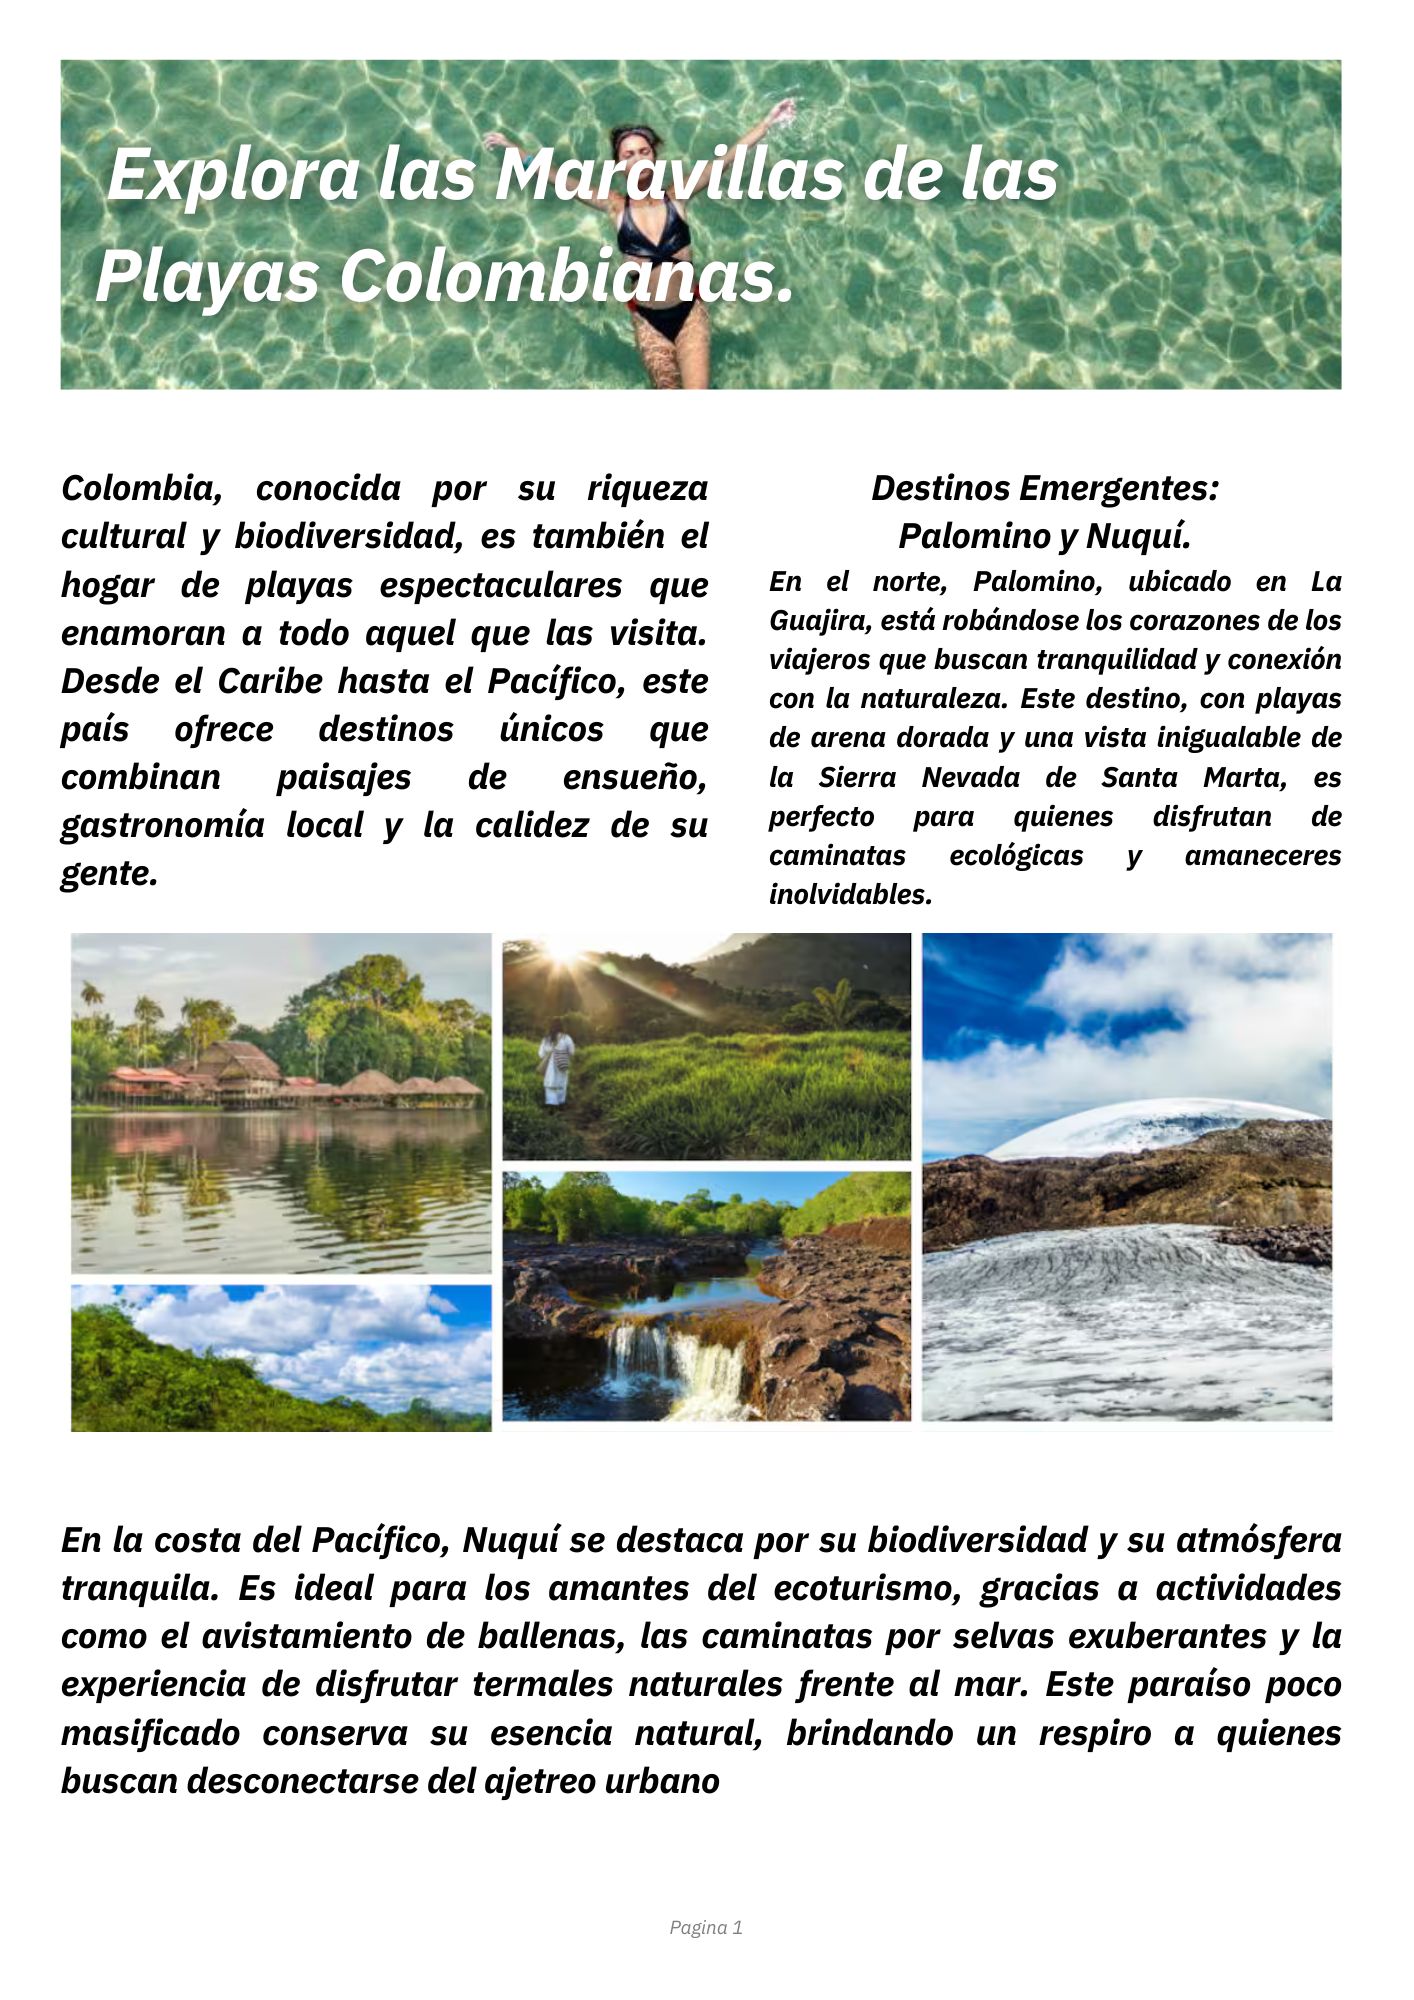 Explora las Maravillas de las
Playas Colombianas.
Colombia, conocida por su riqueza
cultural y biodiversidad, es también el
hogar de playas espectaculares que
enamoran a todo aquel que las visita.
Desde el Caribe hasta el Pacífico, este
país ofrece destinos únicos que
combinan paisajes de ensueño,
gastronomía local y la calidez de su
gente.
Destinos Emergentes:
Palomino y Nuquí.
En el norte, Palomino, ubicado en La
Guajira, está robándose los corazones de los
viajeros que buscan tranquilidad y conexión
con la naturaleza. Este destino, con playas
de arena dorada y una vista inigualable de
la Sierra Nevada de Santa Marta, es
perfecto para quienes disfrutan de
caminatas ecológicas y amaneceres
inolvidables.
En la costa del Pacífico, Nuquí se destaca por su biodiversidad y su atmósfera
tranquila. Es ideal para los amantes del ecoturismo, gracias a actividades
como el avistamiento de ballenas, las caminatas por selvas exuberantes y la
experiencia de disfrutar termales naturales frente al mar. Este paraíso poco
masificado conserva su esencia natural, brindando un respiro a quienes
buscan desconectarse del ajetreo urbano
Pagina 1